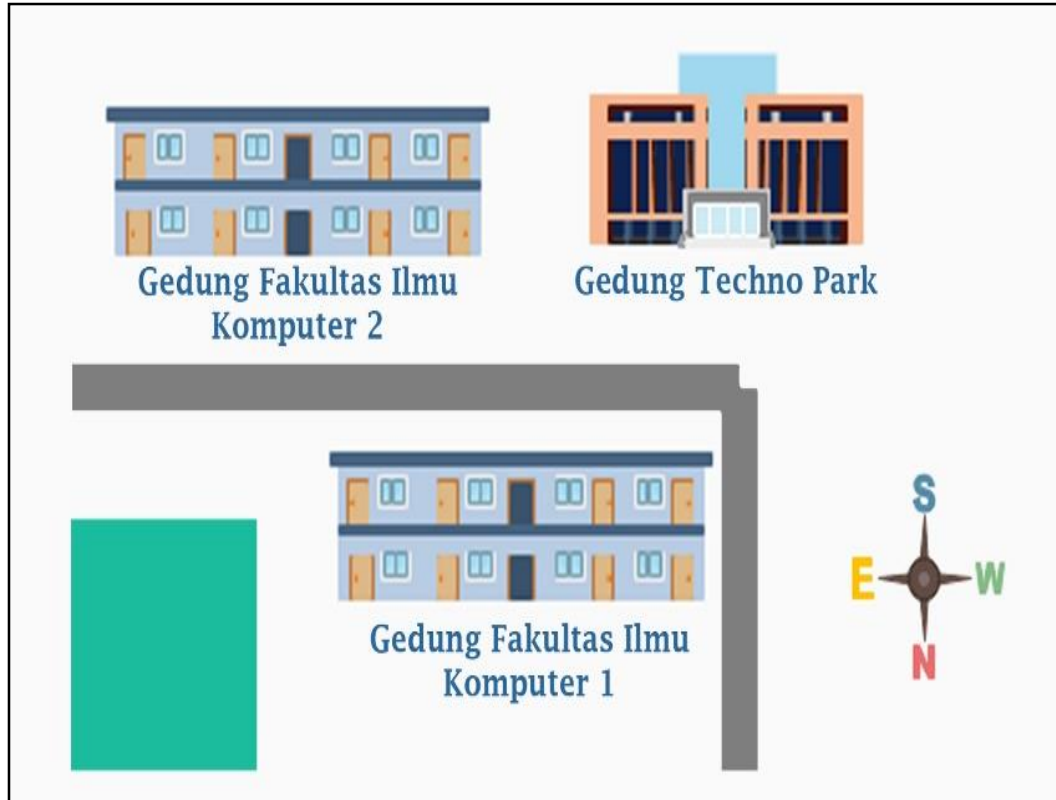 Gedung Fakultas Ilmu
Komputer 2
Gedung Techno Park
Gedung Fakultas Ilmu
Komputer 1
S
E
W
N